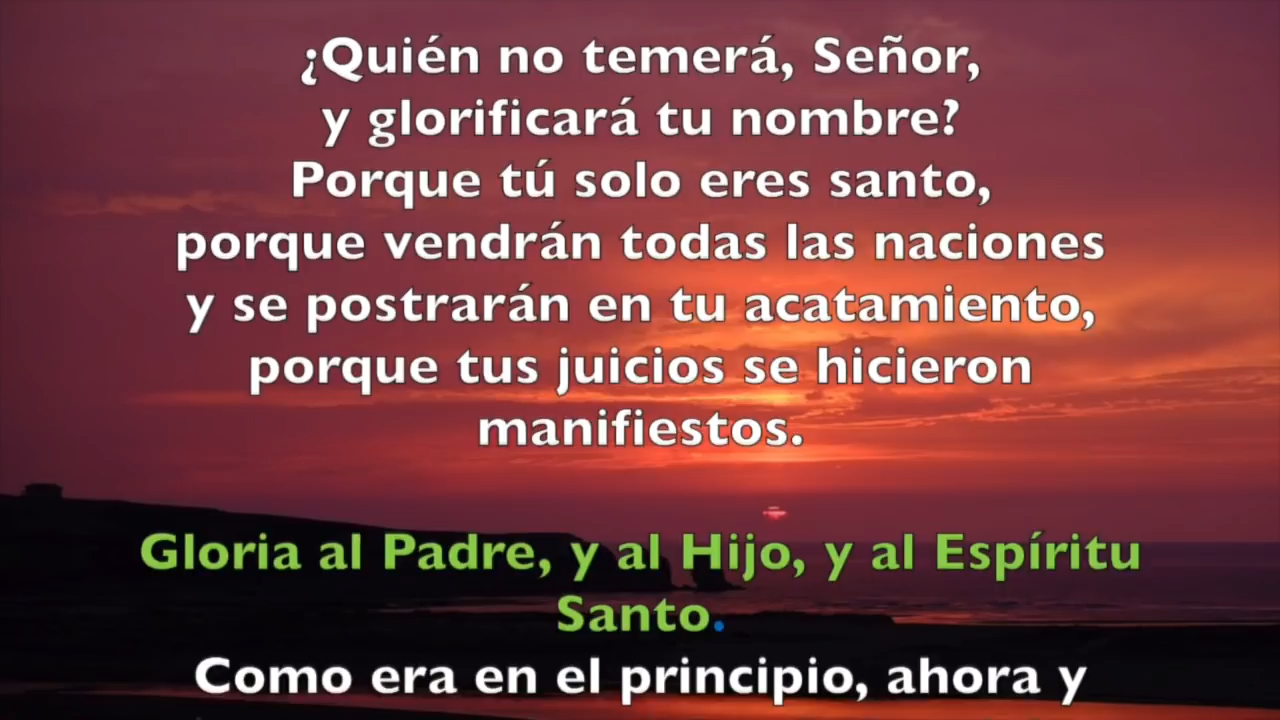 ¿Quién no temerá, Señor,
y glorificará tu nombre?
Porque tú solo eres santo,
porque vendrán todas las naciones
y se postrarán en tu acatamiento,
porque tus juicios se hicieron
manifiestos.
Gloria al Padre, y al Hijo, y al Espíritu
Santo.
Como era en el principio, ahora y